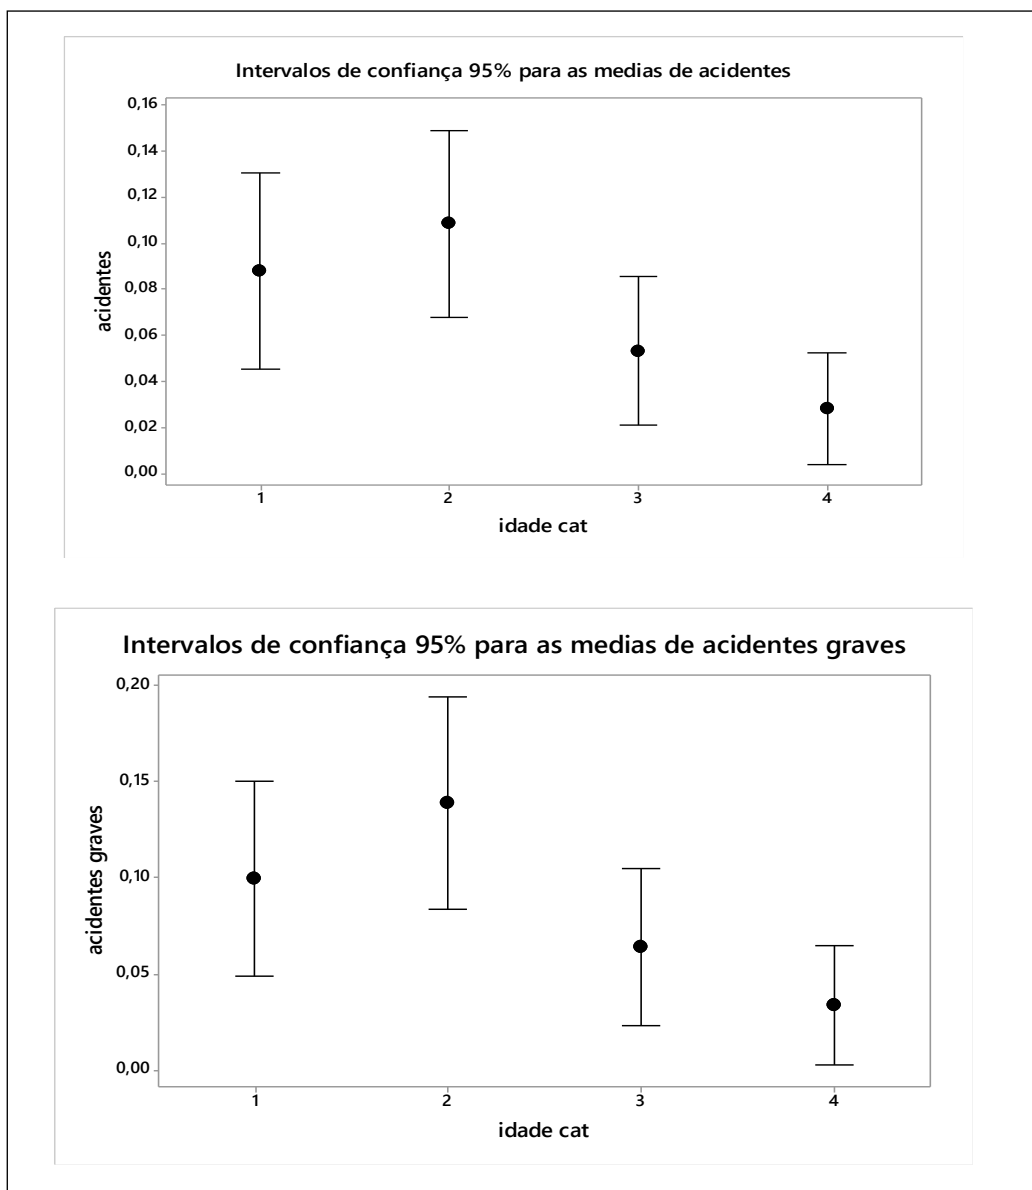 Intervalos de confiança 95% para as medias de acidentes
0,16
0,14
0,12
0,10
0,08
0,06
0,04
0,02
0,00
acidentes
1 2 3 4
idade cat
Intervalos de confiança 95% para as medias de acidentes graves
0,20
0,15
0,10
0,05
0,00
acidentes graves
1 2 3 4
idade cat